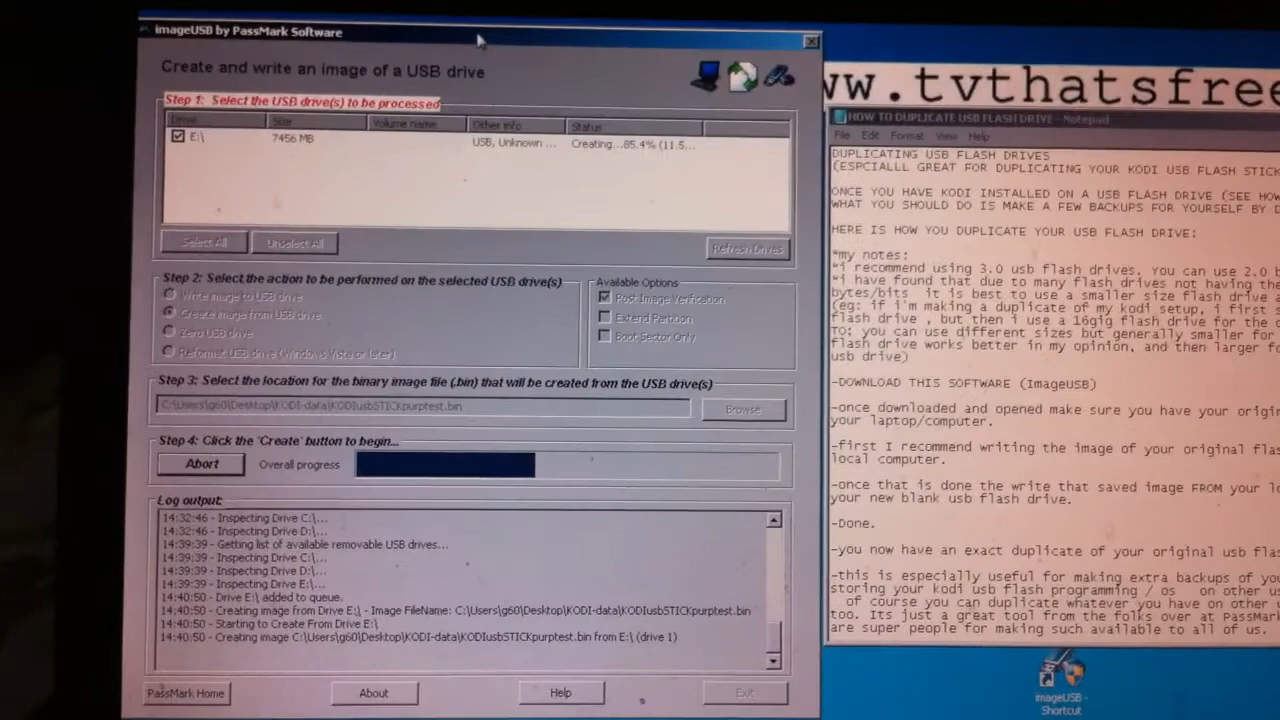 imageUSB by PassMark Software
Create and write an image of a USB drive
Step 1: Select the USB drive(s) to be processed
Drive Size Volume name Other info Status
E:\ 7456 MB USB, Unknown ... Creating...85.4% (11.5...
Select All Unselect All Refresh Drives
Step 2: Select the action to be performed on the selected USB drive(s)
Write image to USB drive
Create image from USB drive
Zero USB drive
Reformat USB drive (Windows Vista or later)
Available Options
Post Image Verification
Extend Partition
Boot Sector Only
Step 3: Select the location for the binary image file (.bin) that will be created from the USB drive(s)
C:\Users\g60\Desktop\KODI-data\KODIusbSTICKpurptest.bin
Browse
Step 4: Click the 'Create' button to begin...
Abort Overall progress
Log output:
14:32:46 - Inspecting Drive C:\...
14:32:46 - Inspecting Drive D:\...
14:39:39 - Getting list of available removable USB drives...
14:39:39 - Inspecting Drive C:\...
14:39:39 - Inspecting Drive D:\...
14:39:39 - Inspecting Drive E:\...
14:40:50 - Drive E:\ added to queue.
14:40:50 - Creating image from Drive E:\ - Image FileName: C:\Users\g60\Desktop\KODI-data\KODIusbSTICKpurptest.bin
14:40:50 - Starting to Create From Drive E:\
14:40:50 - Creating image C:\Users\g60\Desktop\KODI-data\KODIusbSTICKpurptest.bin from E:\ (drive 1)
PassMark Home About Help Exit
ww.tvthatsfree
HOW TO DUPLICATE USB FLASH DRIVE - Notepad
File Edit Format View Help
DUPLICATING USB FLASH DRIVES
(ESPCIALLL GREAT FOR DUPLICATING YOUR KODI USB FLASH STICK
ONCE YOU HAVE KODI INSTALLED ON A USB FLASH DRIVE (SEE HOW
WHAT YOU SHOULD DO IS MAKE A FEW BACKUPS FOR YOURSELF BY D
HERE IS HOW YOU DUPLICATE YOUR USB FLASH DRIVE:
*my notes:
*i recommend using 3.0 usb flash drives. You can use 2.0 b
*i have found that due to many flash drives not having the
bytes/bits it is best to use a smaller size flash drive a
(eg: if i'm making a duplicate of my kodi setup, i first s
flash drive , but then i use a 16gig flash drive for the c
TO: you can use different sizes but generally smaller for
flash drive works better in my opinion, and then larger fo
usb drive)
-DOWNLOAD THIS SOFTWARE (ImageUSB)
-once downloaded and opened make sure you have your origin
your laptop/computer.
-first I recommend writing the image of your original flas
local computer.
-once that is done the write that saved image FROM your lo
your new blank usb flash drive.
-Done.
-you now have an exact duplicate of your original usb flas
-this is especially useful for making extra backups of you
storing your kodi usb flash programming / os on other us
of course you can duplicate whatever you have on other u
too. Its just a great tool from the folks over at PassMark
are super people for making such available to all of us.
imageUSB -
Shortcut